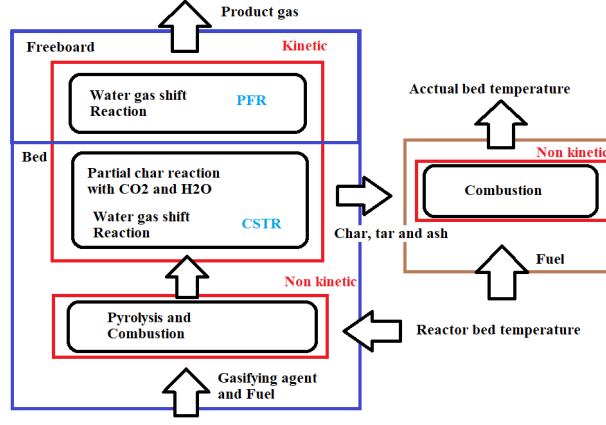 Product gas
Freeboard
Kinetic
Water gas shift
Reaction
PFR
Acctual bed temperature
Bed
Partial char reaction
with CO2 and H2O
Water gas shift
Reaction
CSTR
Non kinetic
Combustion
Char, tar and ash
Fuel
Non kinetic
Pyrolysis and
Combustion
Reactor bed temperature
Gasifying agent
and Fuel